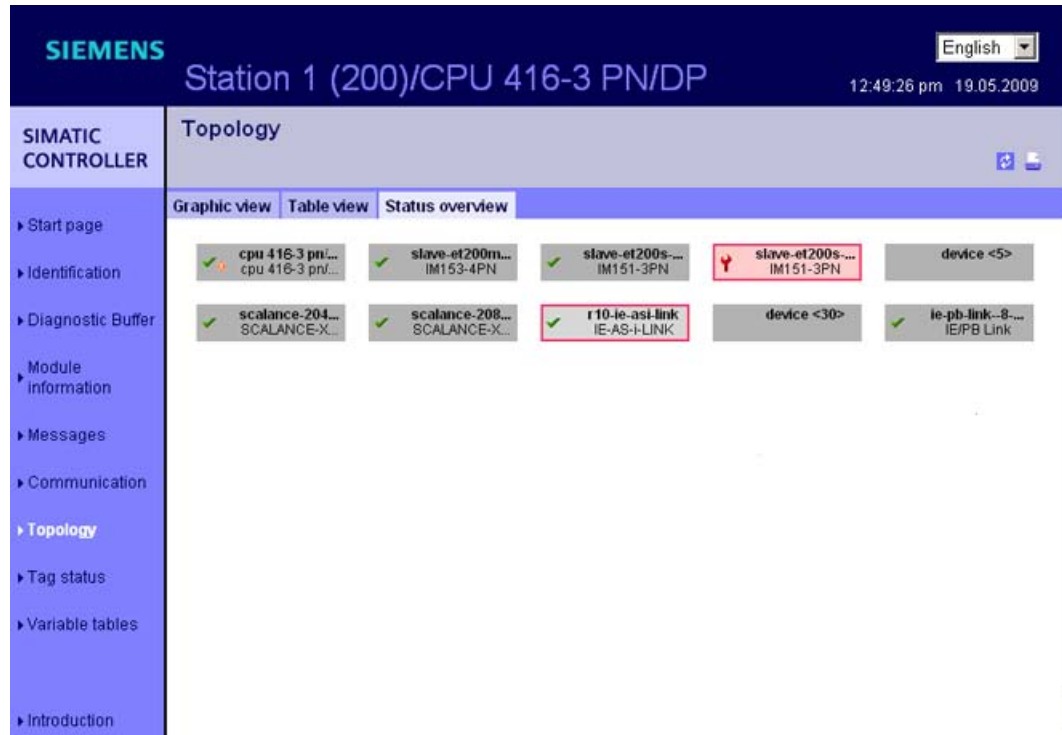 SIEMENS
English
Station 1 (200)/CPU 416-3 PN/DP
12:49:26 pm 19.05.2009
SIMATIC
CONTROLLER
Topology
Graphic view Table view Status overview
Start page
Identification
Diagnostic Buffer
Module
information
Messages
Communication
Topology
Tag status
Variable tables
Introduction
cpu 416-3 pn/...
cpu 416-3 pn/...
slave-et200m...
IM153-4PN
slave-et200s-...
IM151-3PN
slave-et200s-...
IM151-3PN
device <5>
scalance-204...
SCALANCE-X...
scalance-208...
SCALANCE-X...
r10-ie-asi-link
IE-AS-i-LINK
device <30>
ie-pb-link--8-...
IE/PB Link